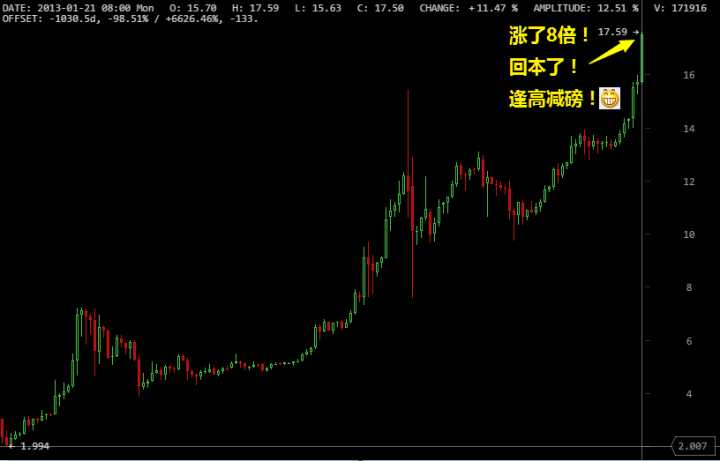 DATE: 2013-01-21 08:00 Mon O: 15.70 H: 17.59 L: 15.63 C: 17.50 CHANGE: +11.47 % AMPLITUDE: 12.51 % V: 171916
OFFSET: -1030.5d, -98.51% / +6626.46%, -133.
涨了8倍！
17.59 →
回本了！
逢高减磅！
16
14
12
10
8
6
4
← 1.994
2.007